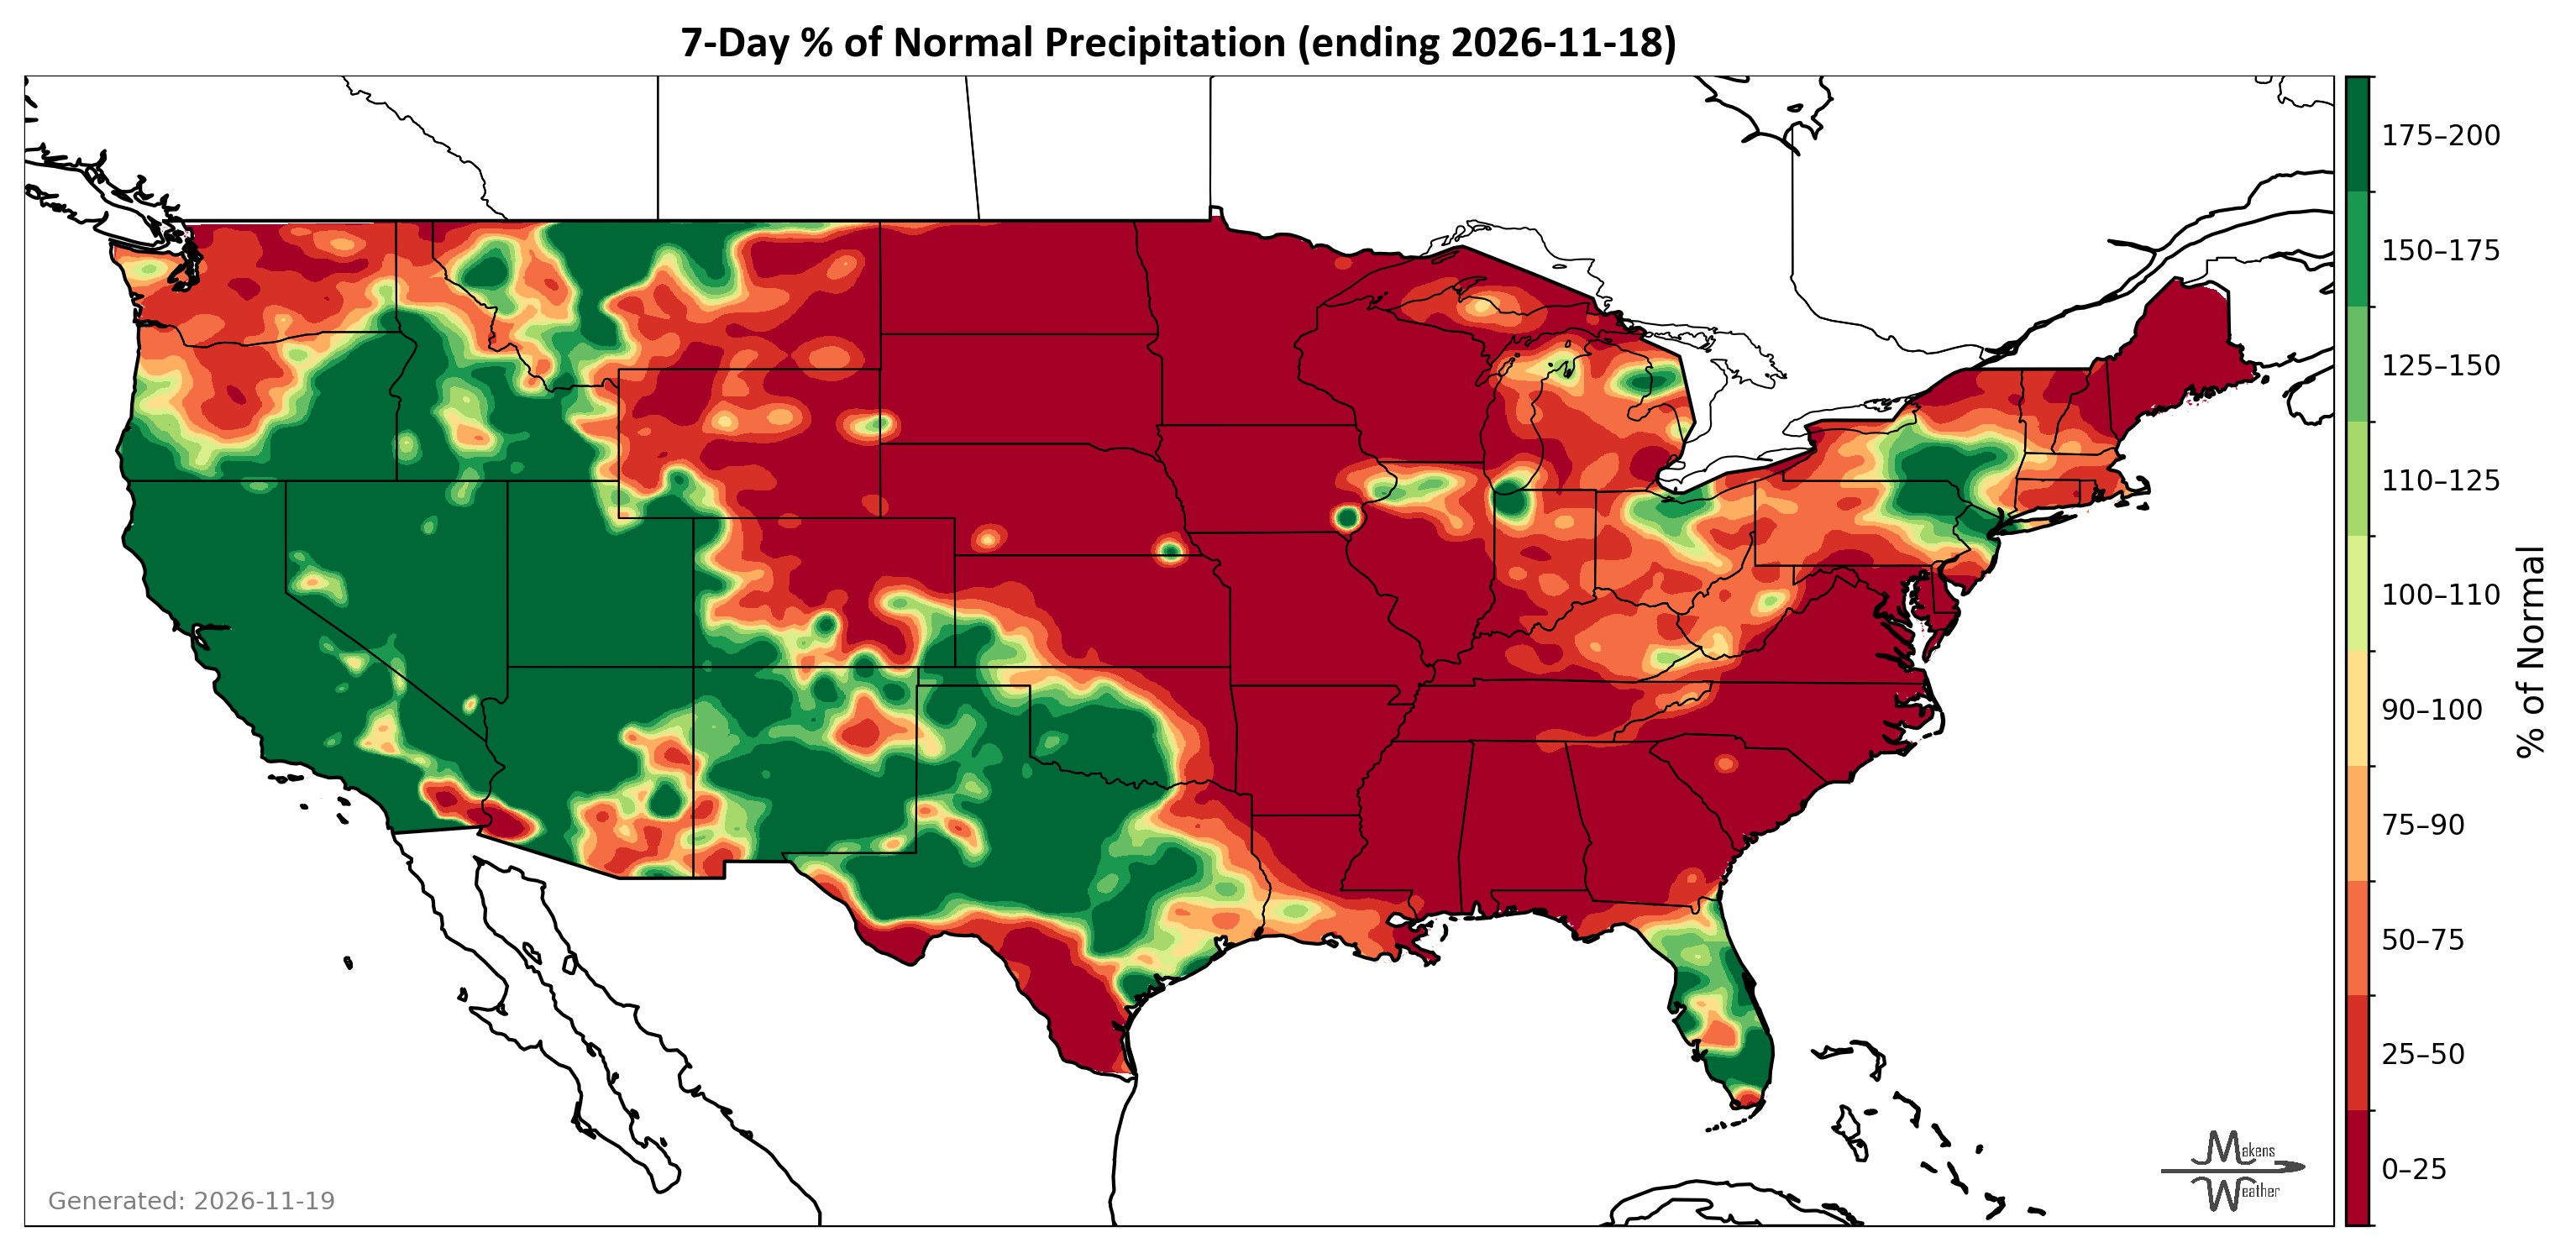 7-Day % of Normal Precipitation (ending 2026-11-18)
175–200
150–175
125–150
110–125
100–110
90–100
75–90
50–75
25–50
0–25
% of Normal
Generated: 2026-11-19
Makens
Weather